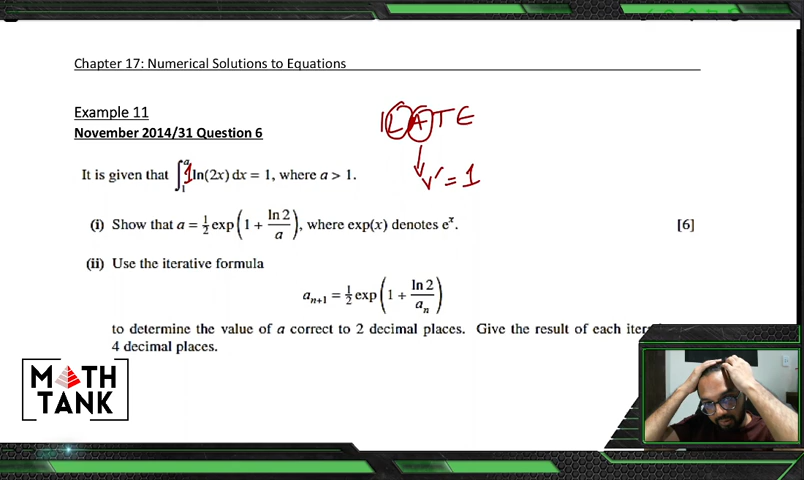 Chapter 17: Numerical Solutions to Equations
Example 11
ILATE
November 2014/31 Question 6
It is given that ∫₁ᵃ 1 ln(2x) dx = 1, where a > 1.
v' = 1
(i) Show that a = ½ exp(1 + ln 2/a), where exp(x) denotes eˣ. [6]
(ii) Use the iterative formula
aₙ₊₁ = ½ exp(1 + ln 2/aₙ)
to determine the value of a correct to 2 decimal places. Give the result of each
4 decimal places.
MATH
TANK